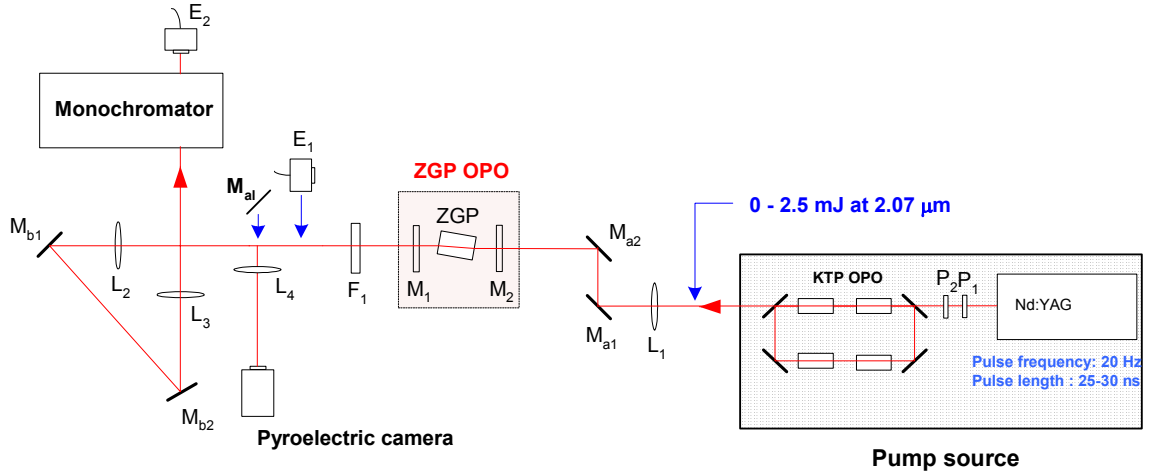 E2
Monochromator
E1
Mal
ZGP OPO
ZGP
0 - 2.5 mJ at 2.07 μm
Mb1
Ma2
KTP OPO
P2
P1
Nd:YAG
L2
L4
F1
M1
M2
L3
Ma1
L1
Pulse frequency: 20 Hz
Pulse length : 25-30 ns
Mb2
Pyroelectric camera
Pump source